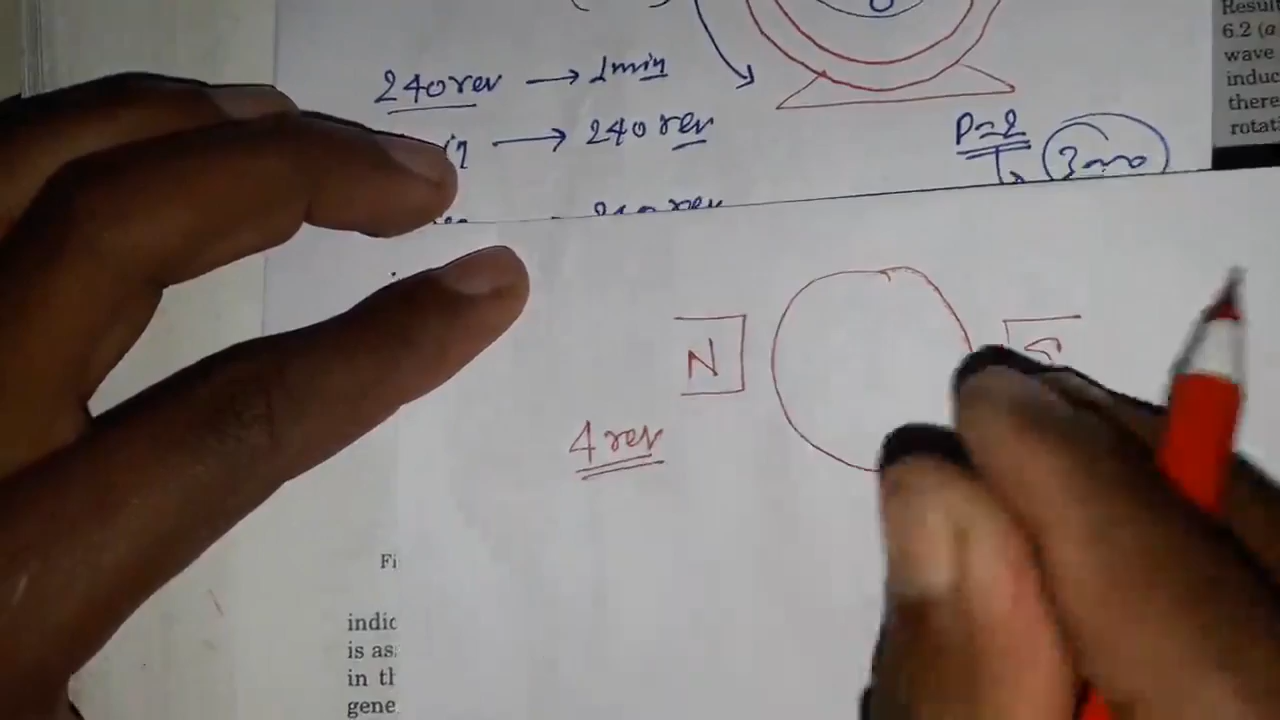 Result
6.2 (a
wave
induc
there
rotati
240 rev → 1 min
→ 240 rev
P=2
N
S
4 rev
Fi
indic
is as
in th
gene